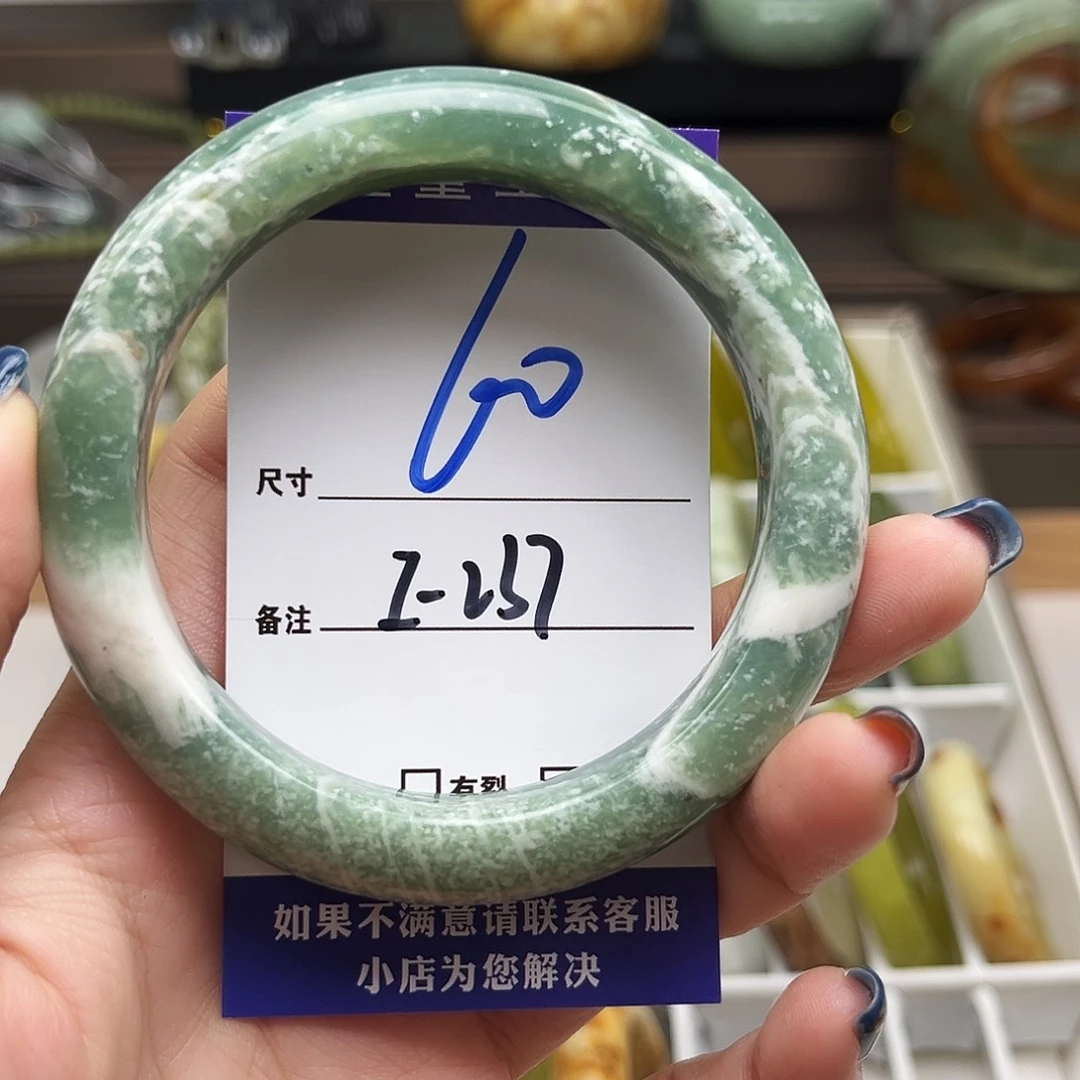 60
尺寸
I-257
备注
有裂
如果不满意请联系客服
小店为您解决